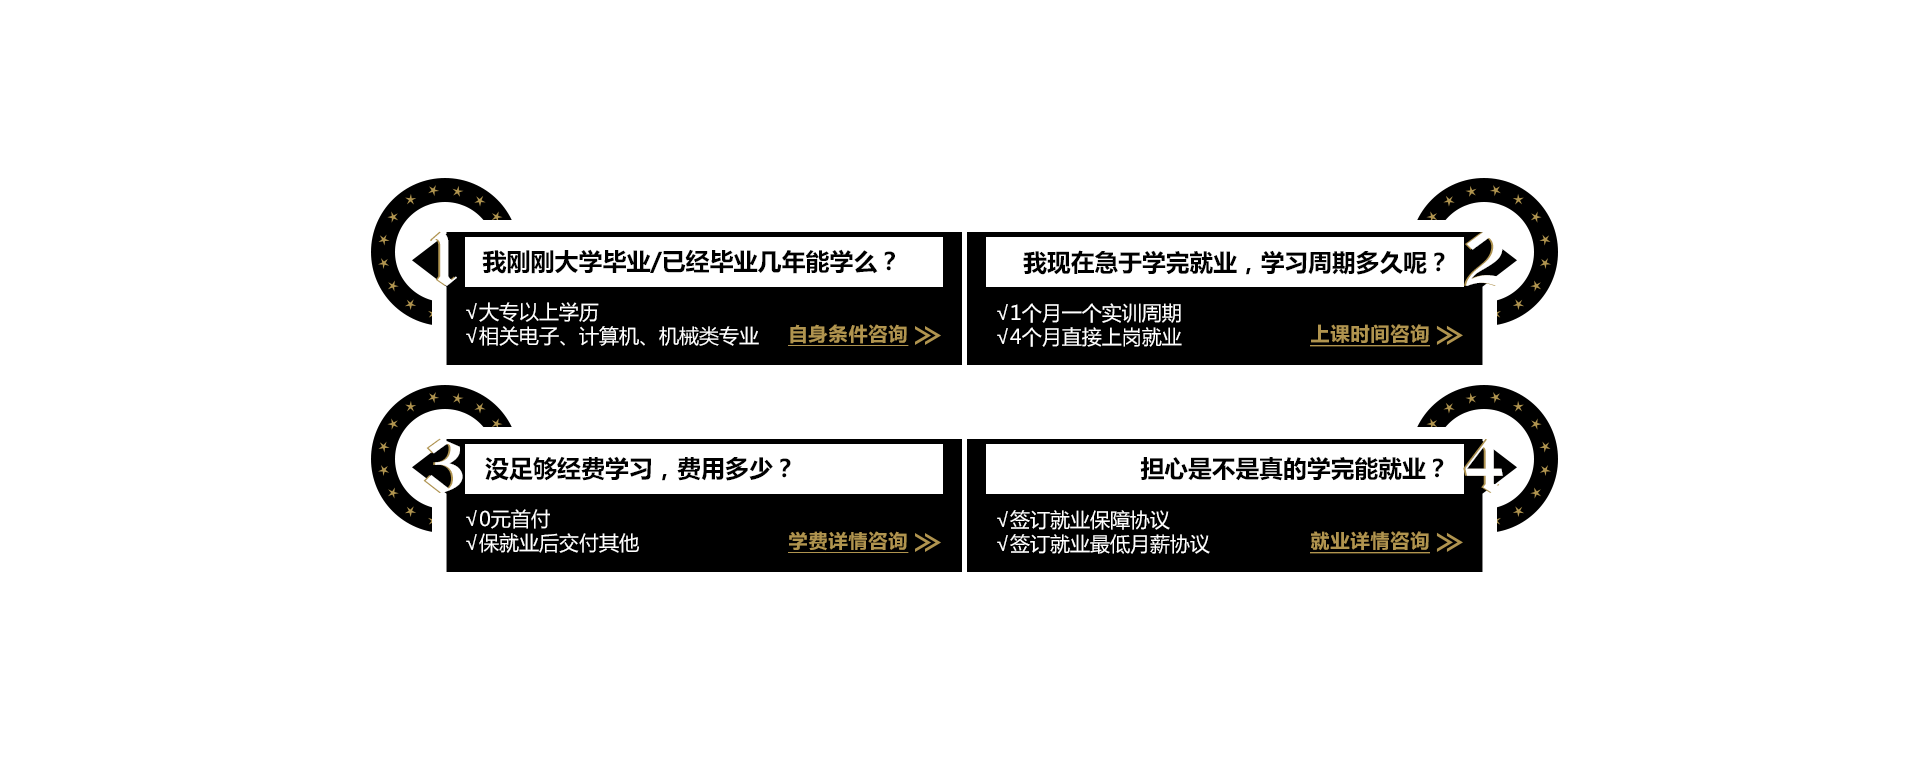 1
我刚刚大学毕业/已经毕业几年能学么？
√大专以上学历
√相关电子、计算机、机械类专业
自身条件咨询
2
我现在急于学完就业，学习周期多久呢？
√1个月一个实训周期
√4个月直接上岗就业
上课时间咨询
3
没足够经费学习，费用多少？
√0元首付
√保就业后交付其他
学费详情咨询
4
担心是不是真的学完能就业？
√签订就业保障协议
√签订就业最低月薪协议
就业详情咨询